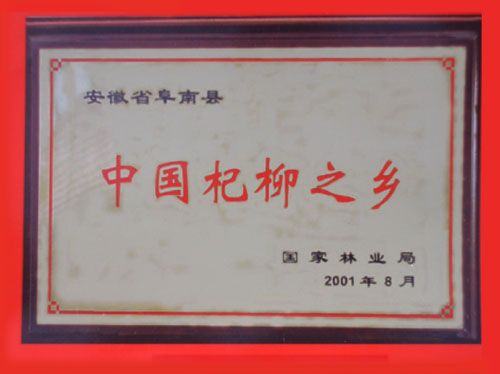 安徽省阜南县
中国杞柳之乡
国家林业局
2001年8月